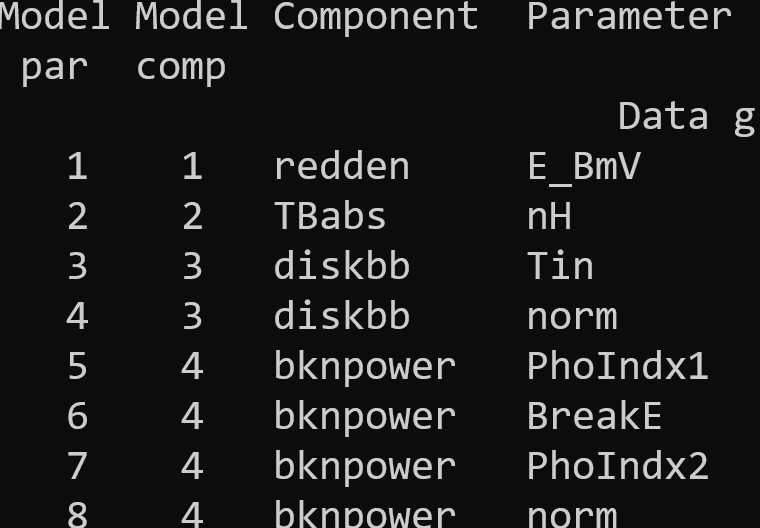 Model Model Component Parameter
par comp
Data g
1 1 redden E_BmV
2 2 TBabs nH
3 3 diskbb Tin
4 3 diskbb norm
5 4 bknpower PhoIndx1
6 4 bknpower BreakE
7 4 bknpower PhoIndx2
8 4 bknpower norm